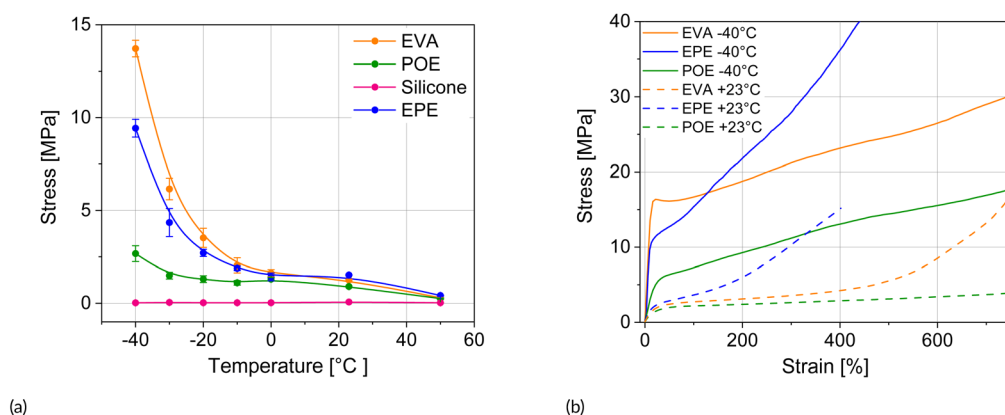 15
10
5
0
-40
-20
0
20
40
60
Stress [MPa]
Temperature [°C ]
EVA
POE
Silicone
EPE
(a)
40
30
20
10
0
0
200
400
600
Stress [MPa]
Strain [%]
EVA -40°C
EPE -40°C
POE -40°C
EVA +23°C
EPE +23°C
POE +23°C
(b)